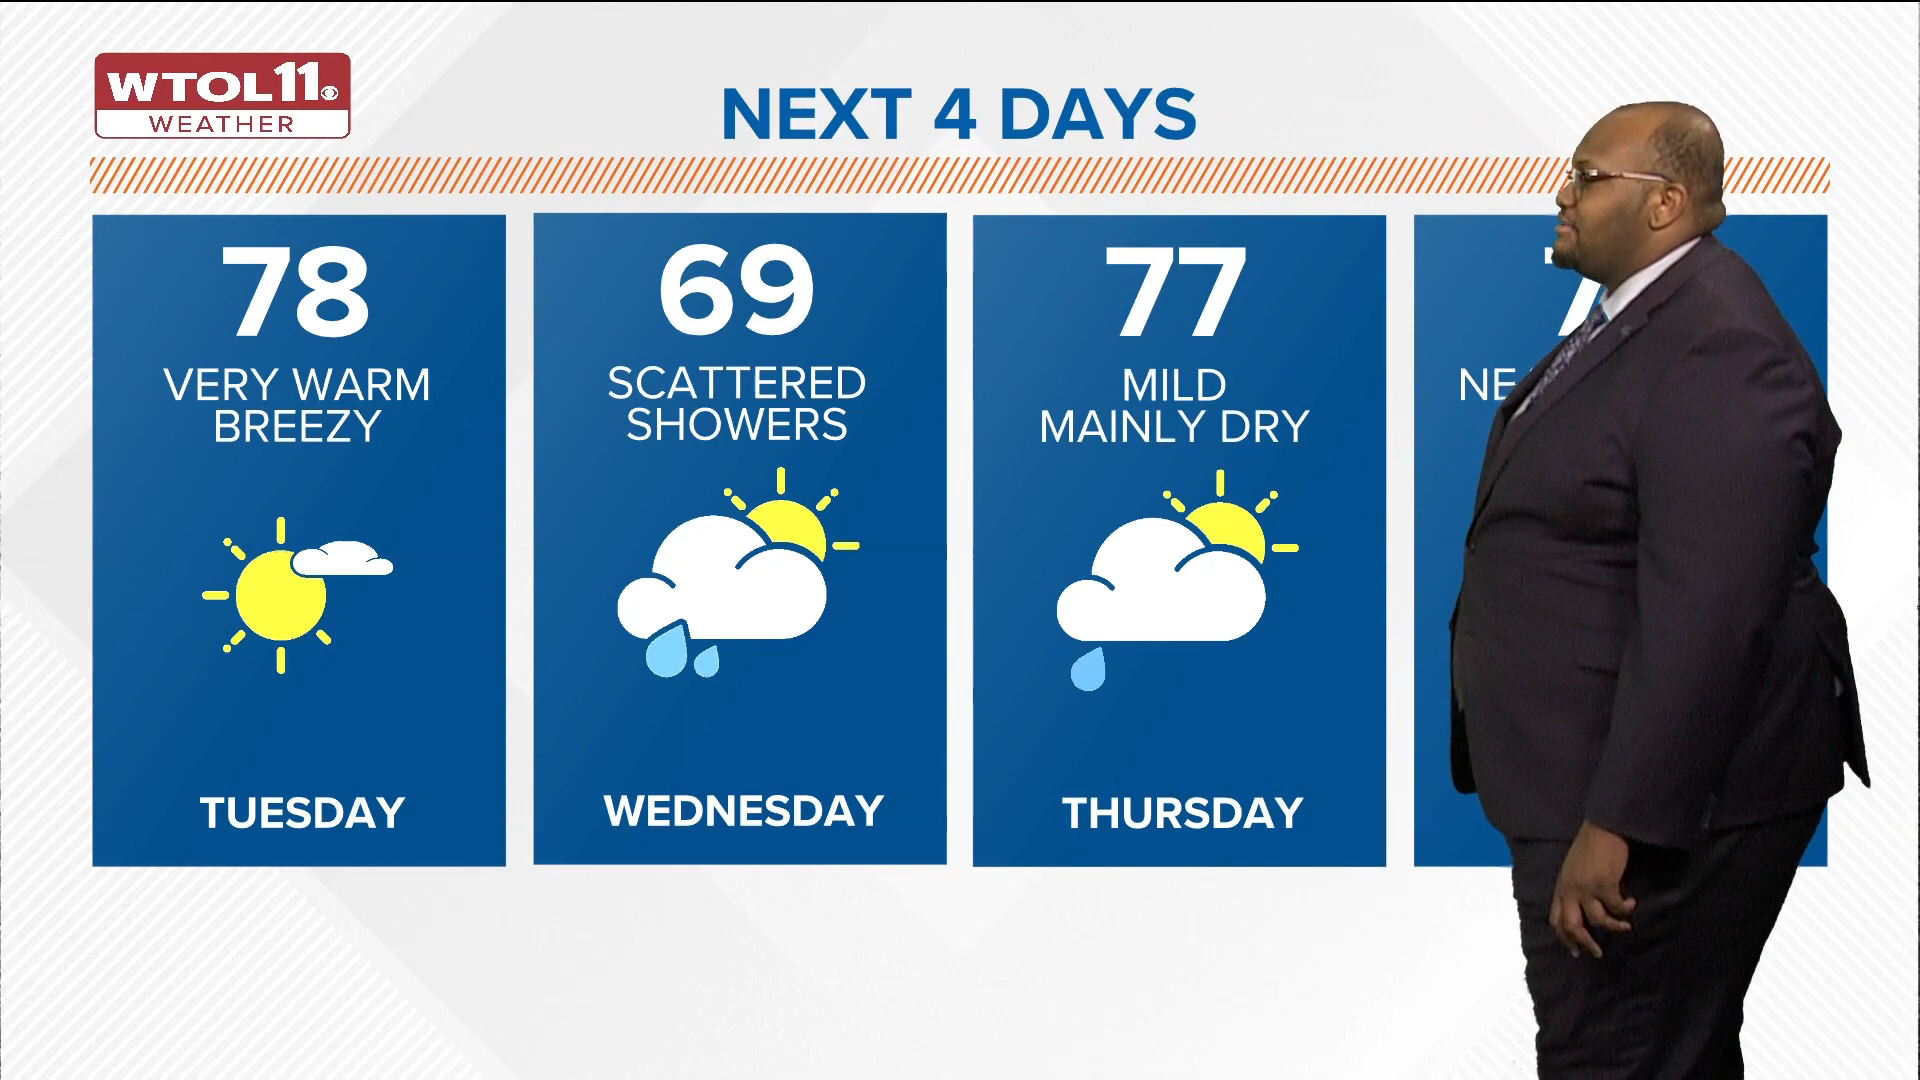 WTOL11
WEATHER
NEXT 4 DAYS
78
VERY WARM
BREEZY
TUESDAY
69
SCATTERED
SHOWERS
WEDNESDAY
77
MILD
MAINLY DRY
THURSDAY